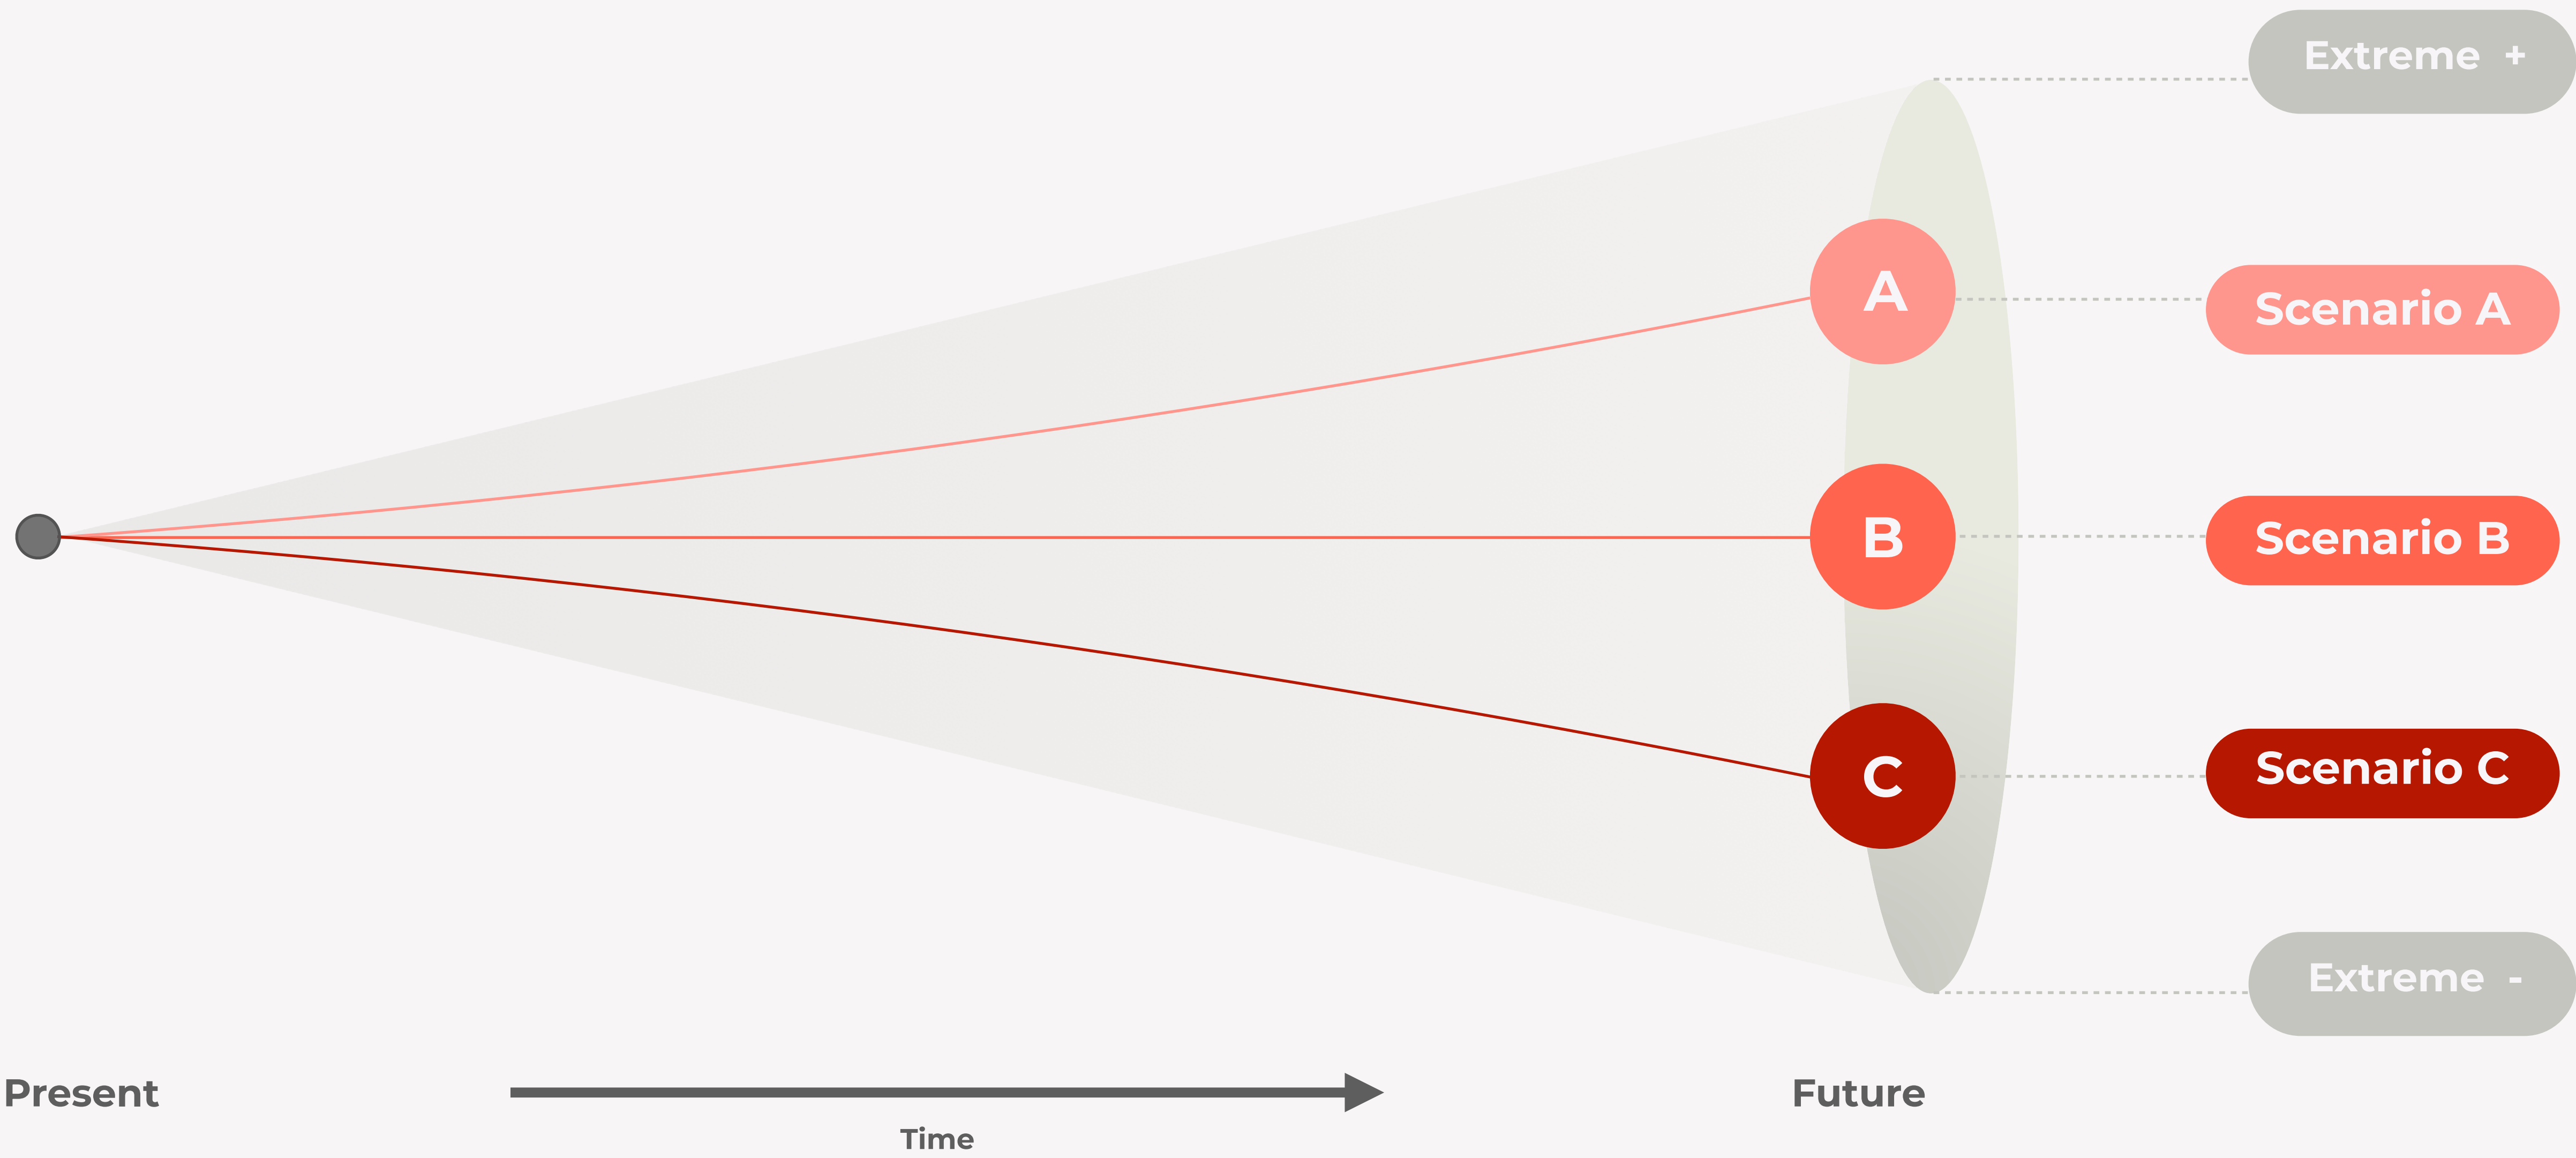 Extreme +
A
Scenario A
B
Scenario B
C
Scenario C
Extreme -
Present
Future
Time